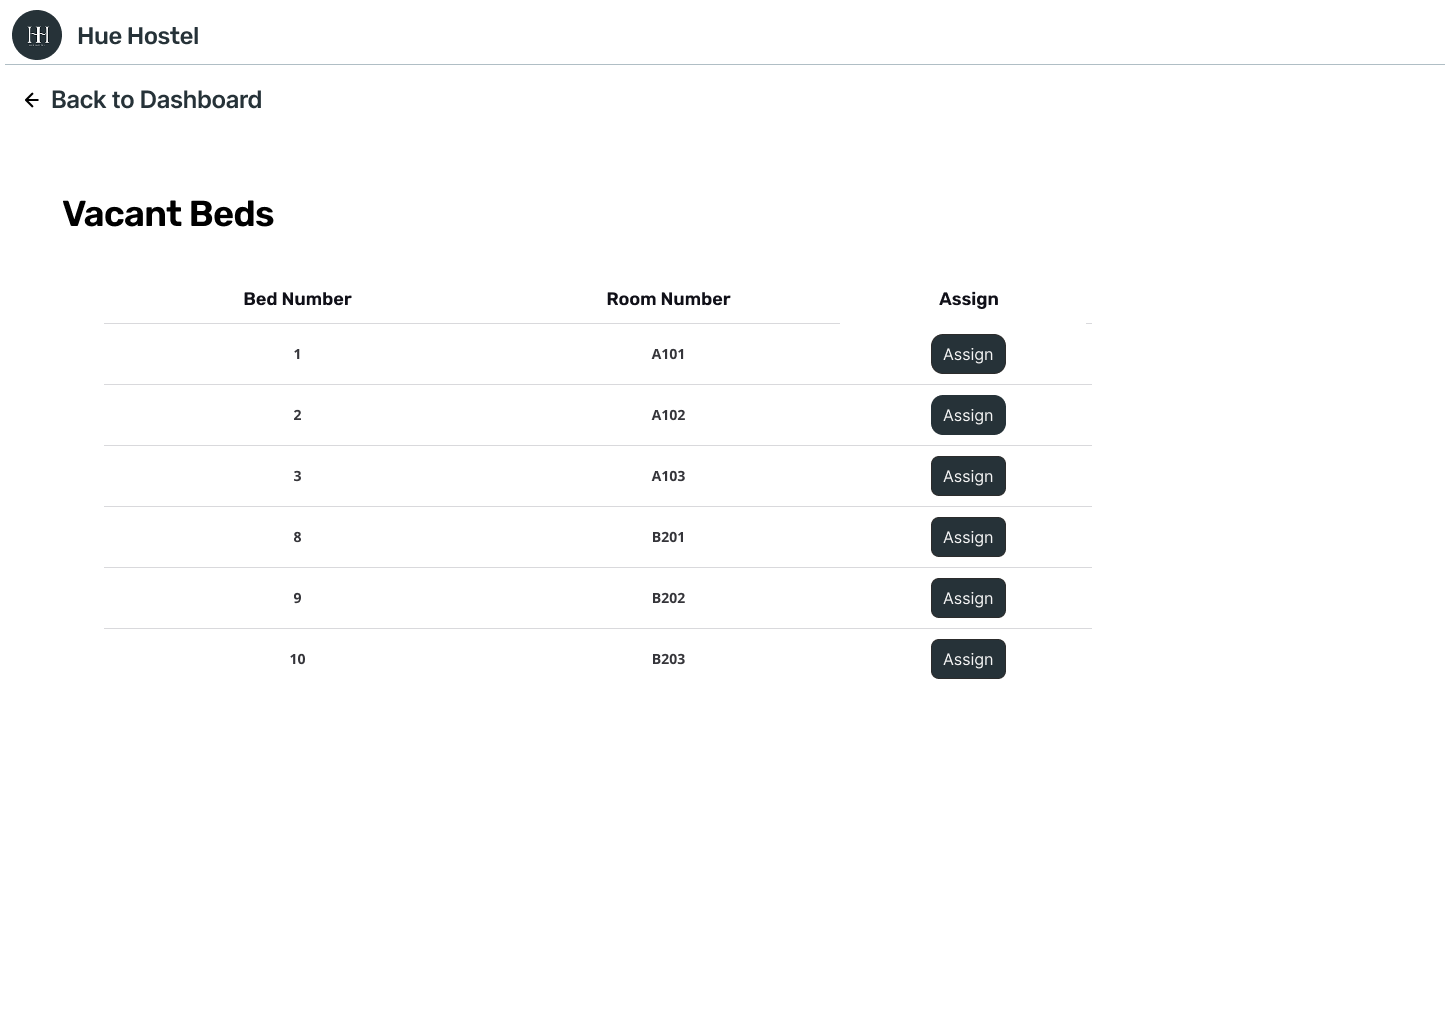 HH
Hue Hostel
Back to Dashboard
Vacant Beds
Bed Number Room Number Assign
1 A101 Assign
2 A102 Assign
3 A103 Assign
8 B201 Assign
9 B202 Assign
10 B203 Assign